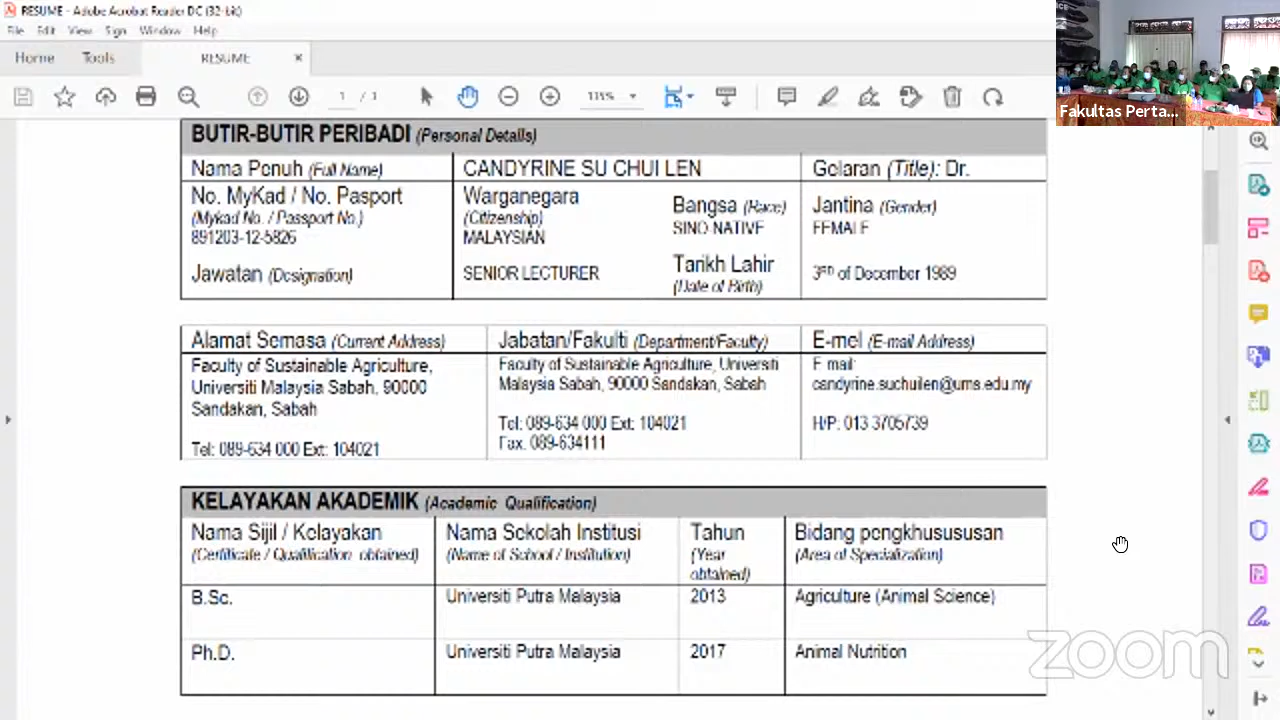 RESUME - Adobe Acrobat Reader DC (32-bit)
File Edit View Sign Window Help
Home Tools RESUME ×
1 / 1 115%
Fakultas Perta...
BUTIR-BUTIR PERIBADI (Personal Details)
Nama Penuh (Full Name) CANDYRINE SU CHUI LEN Gelaran (Title): Dr.
No. MyKad / No. Pasport
(Mykad No. / Passport No.)
891203-12-5826
Warganegara
(Citizenship)
MALAYSIAN
Bangsa (Race)
SINO-NATIVE
Jantina (Gender)
FEMALE
Jawatan (Designation)
SENIOR LECTURER
Tarikh Lahir
(Date of Birth)
3RD of December 1989
Alamat Semasa (Current Address)
Faculty of Sustainable Agriculture,
Universiti Malaysia Sabah, 90000
Sandakan, Sabah
Tel: 089-634 000 Ext: 104021
Jabatan/Fakulti (Department/Faculty)
Faculty of Sustainable Agriculture, Universiti
Malaysia Sabah, 90000 Sandakan, Sabah
Tel: 089-634 000 Ext: 104021
Fax. 089-634111
E-mel (E-mail Address)
E mail:
candyrine.suchuilen@ums.edu.my
H/P: 013 3705739
KELAYAKAN AKADEMIK (Academic Qualification)
Nama Sijil / Kelayakan
(Certificate / Qualification obtained)
Nama Sekolah Institusi
(Name of School / Institution)
Tahun
(Year
obtained)
Bidang pengkhusususan
(Area of Specialization)
B.Sc. Universiti Putra Malaysia 2013 Agriculture (Animal Science)
Ph.D. Universiti Putra Malaysia 2017 Animal Nutrition
zoom